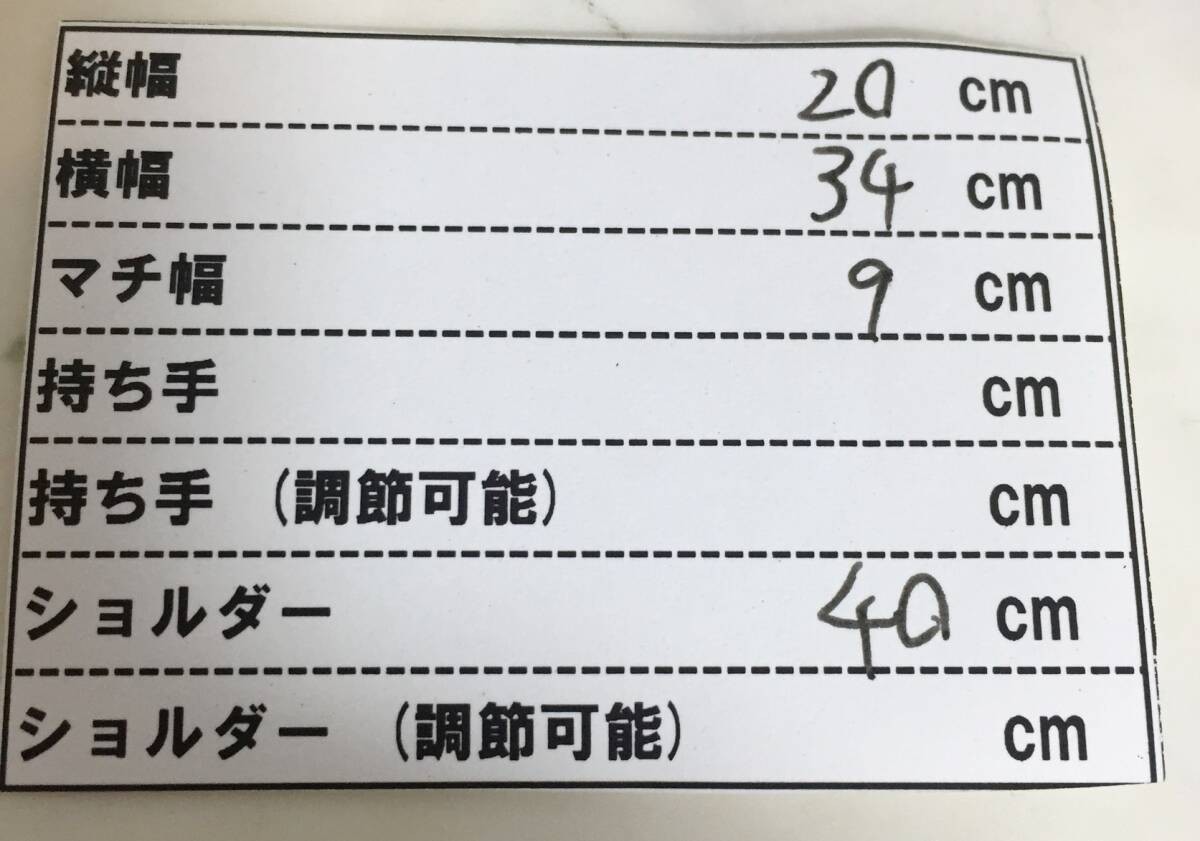 縦幅 20 cm
横幅 34 cm
マチ幅 9 cm
持ち手 cm
持ち手 (調節可能) cm
ショルダー 40 cm
ショルダー (調節可能) cm